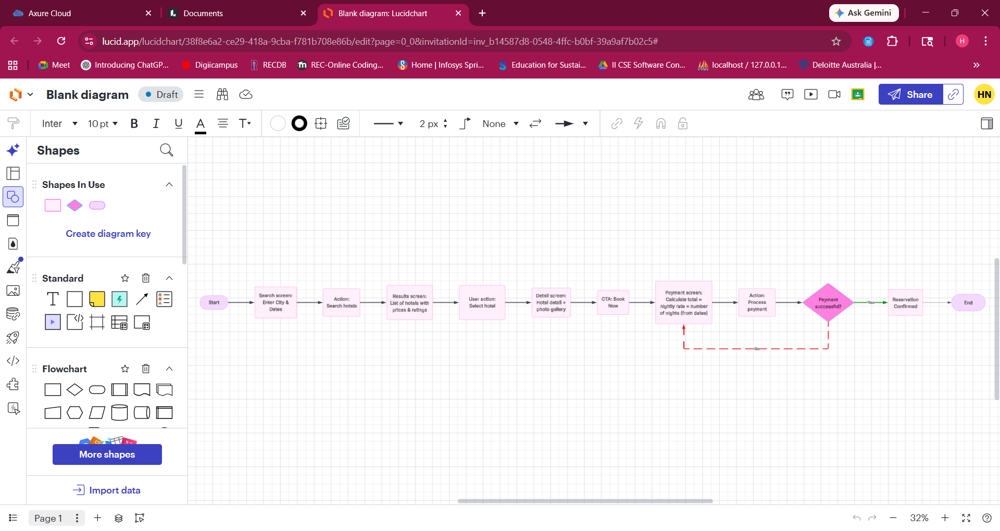 Axure Cloud
Documents
Blank diagram: Lucidchart
Ask Gemini
lucid.app/lucidchart/38f8e6a2-ce29-418a-9cba-f781b708e86b/edit?page=0_0&invitationId=inv_b14587d8-0548-4ffc-b0bf-39a9af7b02c5#
H
Meet
Introducing ChatGP...
Digiicampus
RECDB
REC-Online Coding...
Home | Infosys Spri...
Education for Sustai...
II CSE Software Con...
localhost / 127.0.0.1...
Deloitte Australia |...
Blank diagram
Draft
Share
HN
Inter
10 pt
B
I
U
A
T
2 px
None
Shapes
Shapes In Use
Create diagram key
Standard
T
Flowchart
More shapes
Import data
Start
Search screen:
Enter City &
Dates
Action:
Search hotels
Results screen:
List of hotels with
prices & ratings
User action:
Select hotel
Detail screen:
Hotel detail +
photo gallery
CTA: Book
Now
Payment screen:
Calculate total =
nightly rate × number
of nights (from dates)
Action:
Process
payment
Payment
successful?
Yes
No
Reservation
Confirmed
End
Page 1
32%